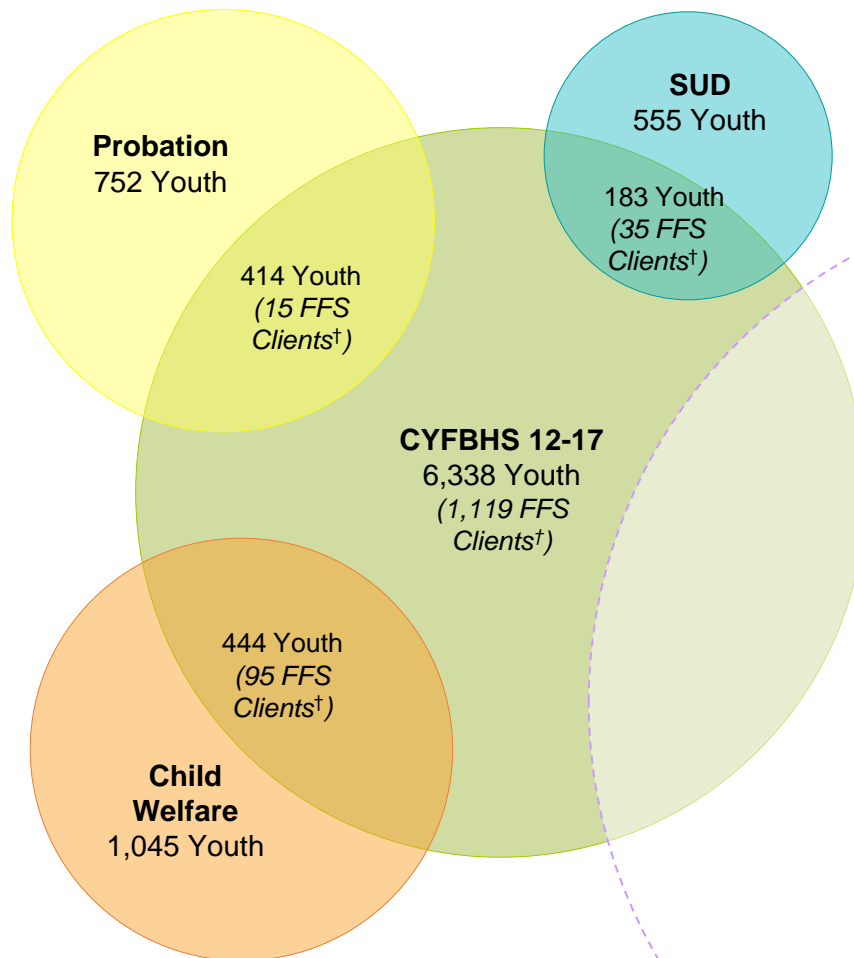 Probation
752 Youth
414 Youth
(15 FFS
Clients†)
SUD
555 Youth
183 Youth
(35 FFS
Clients†)
CYFBHS 12-17
6,338 Youth
(1,119 FFS
Clients†)
444 Youth
(95 FFS
Clients†)
Child
Welfare
1,045 Youth